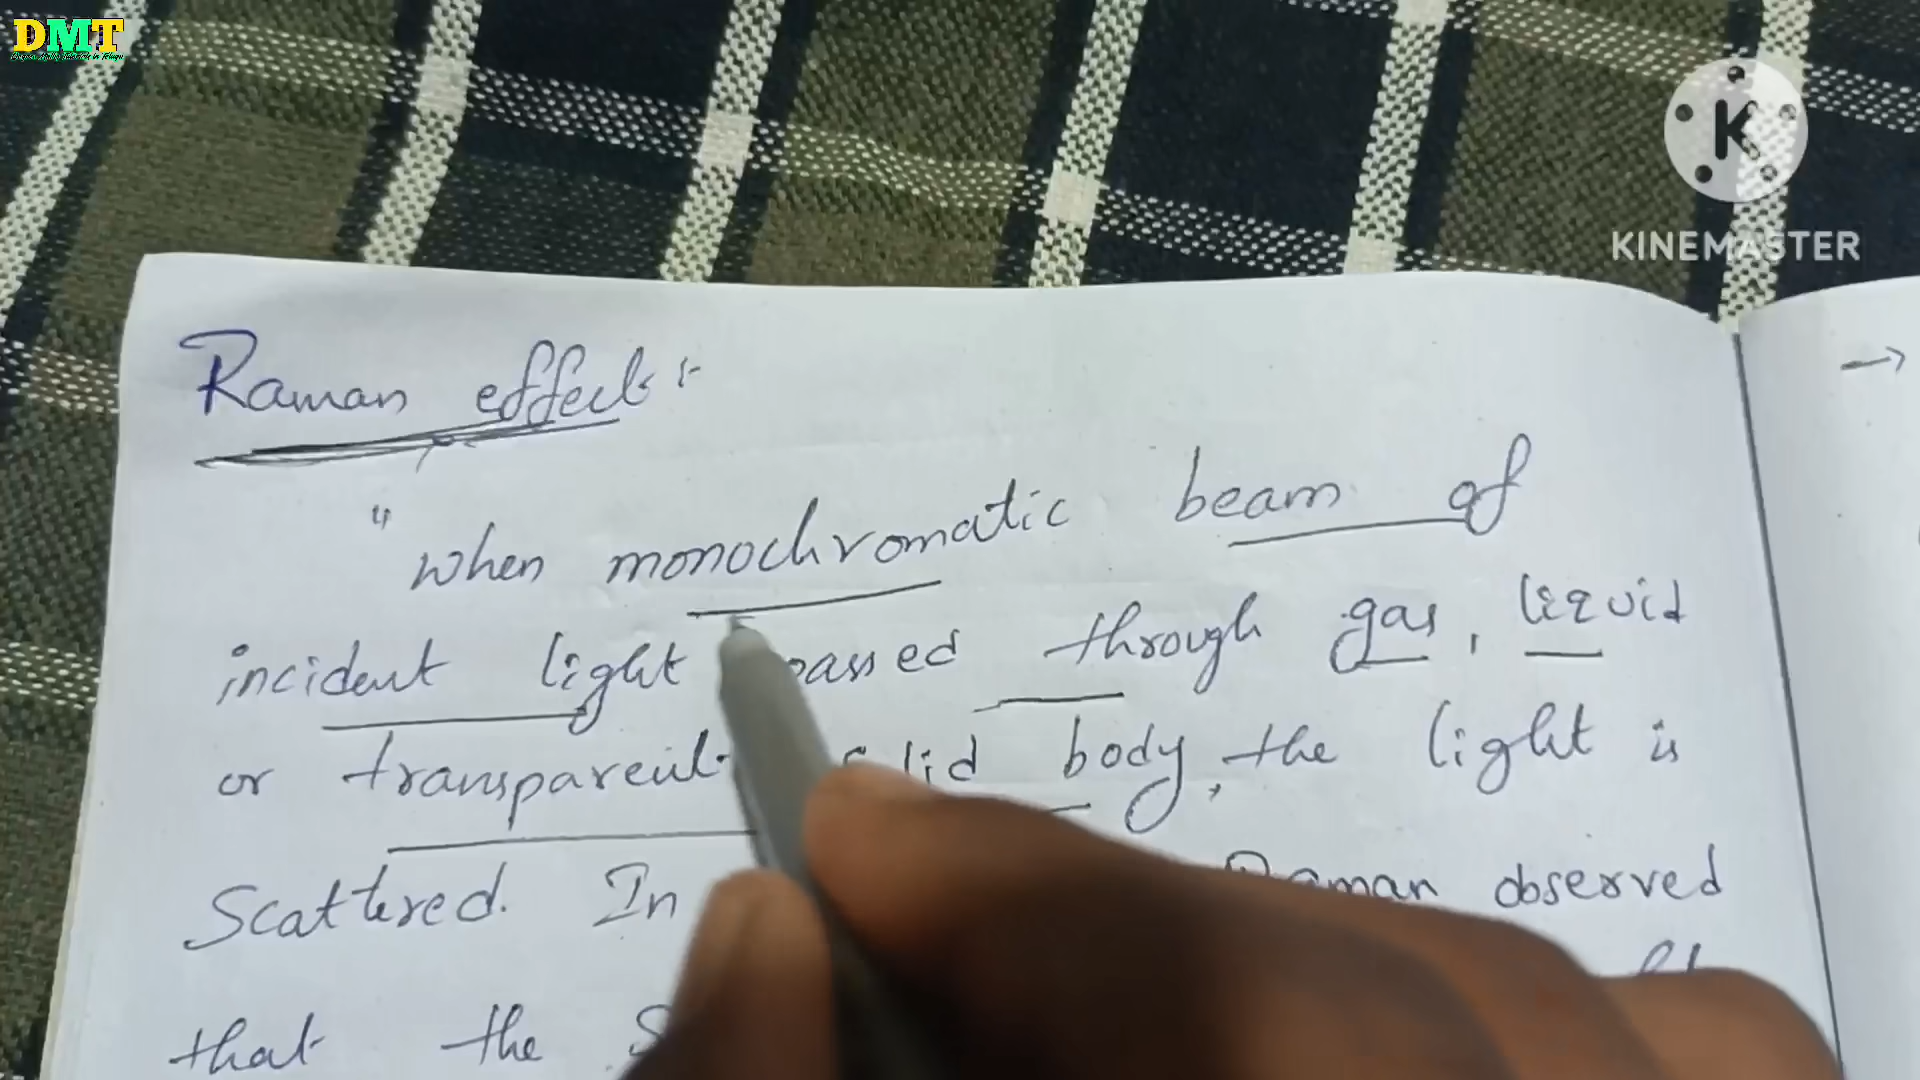 DMT
KINEMASTER
Raman effect :-
"When monochromatic beam of
incident light passed through gas, liquid
or transparent solid body, the light is
Scattered. In Raman observed
that the